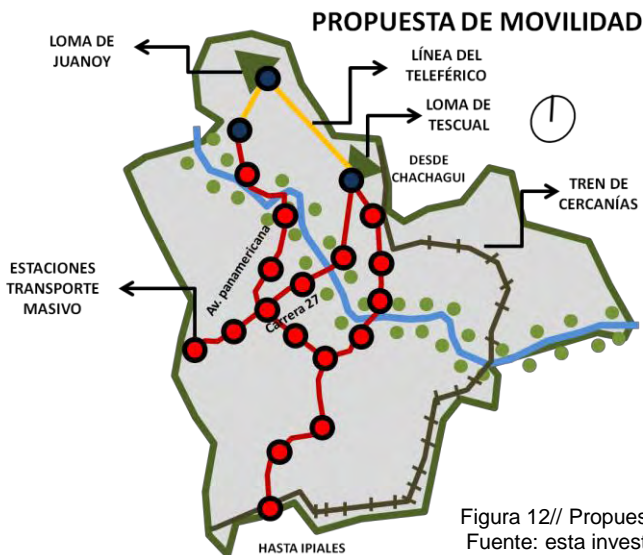 PROPUESTA DE MOVILIDAD
LOMA DE
JUANOY
LÍNEA DEL
TELEFÉRICO
LOMA DE
TESCUAL
DESDE
CHACHAGUI
TREN DE
CERCANÍAS
ESTACIONES
TRANSPORTE
MASIVO
Av. panamericana
Carrera 27
HASTA IPIALES
Figura 12// Propues
Fuente: esta invest